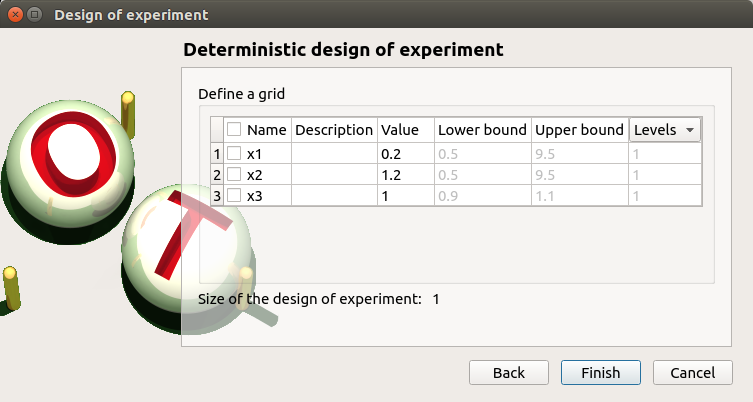 Design of experiment
Deterministic design of experiment
Define a grid
Name Description Value Lower bound Upper bound Levels
1 x1 0.2 0.5 9.5 1
2 x2 1.2 0.5 9.5 1
3 x3 1 0.9 1.1 1
Size of the design of experiment: 1
Back Finish Cancel